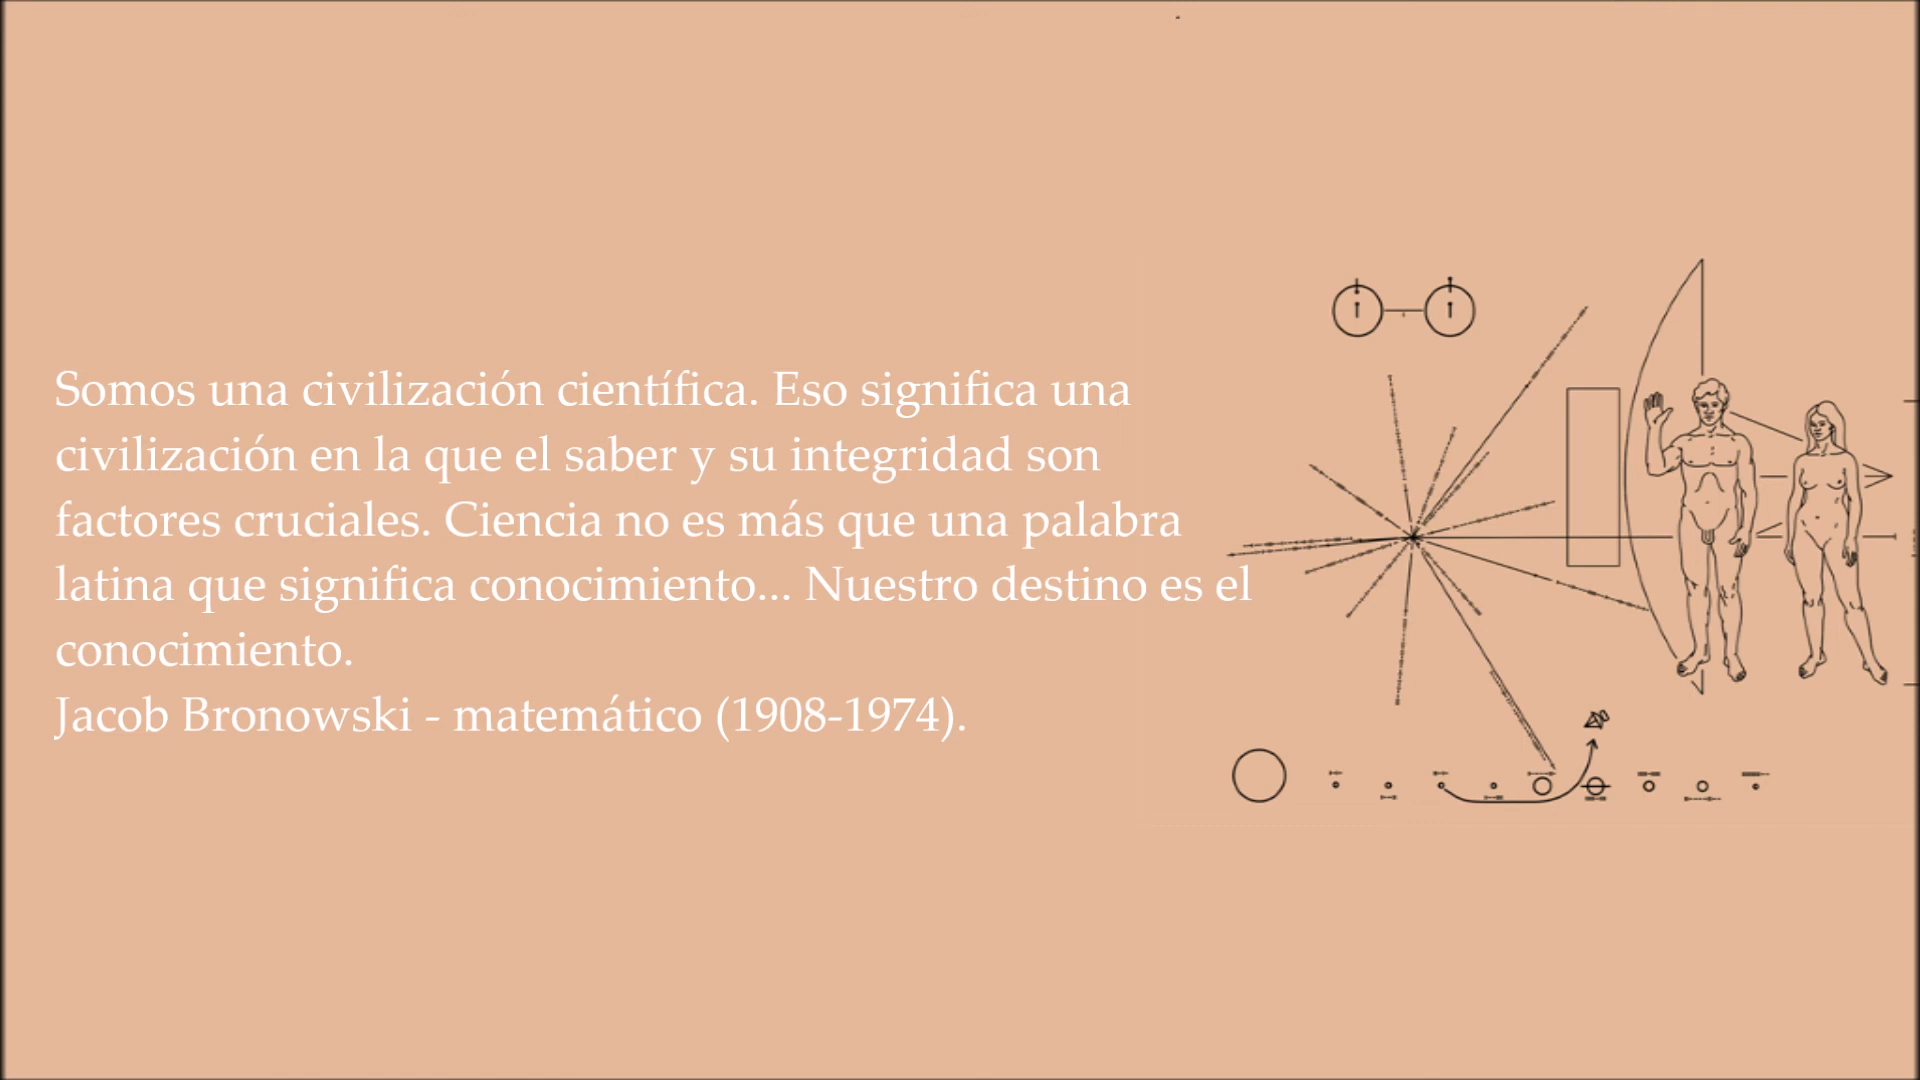 Somos una civilización científica. Eso significa una
civilización en la que el saber y su integridad son
factores cruciales. Ciencia no es más que una palabra
latina que significa conocimiento... Nuestro destino es el
conocimiento.
Jacob Bronowski - matemático (1908-1974).